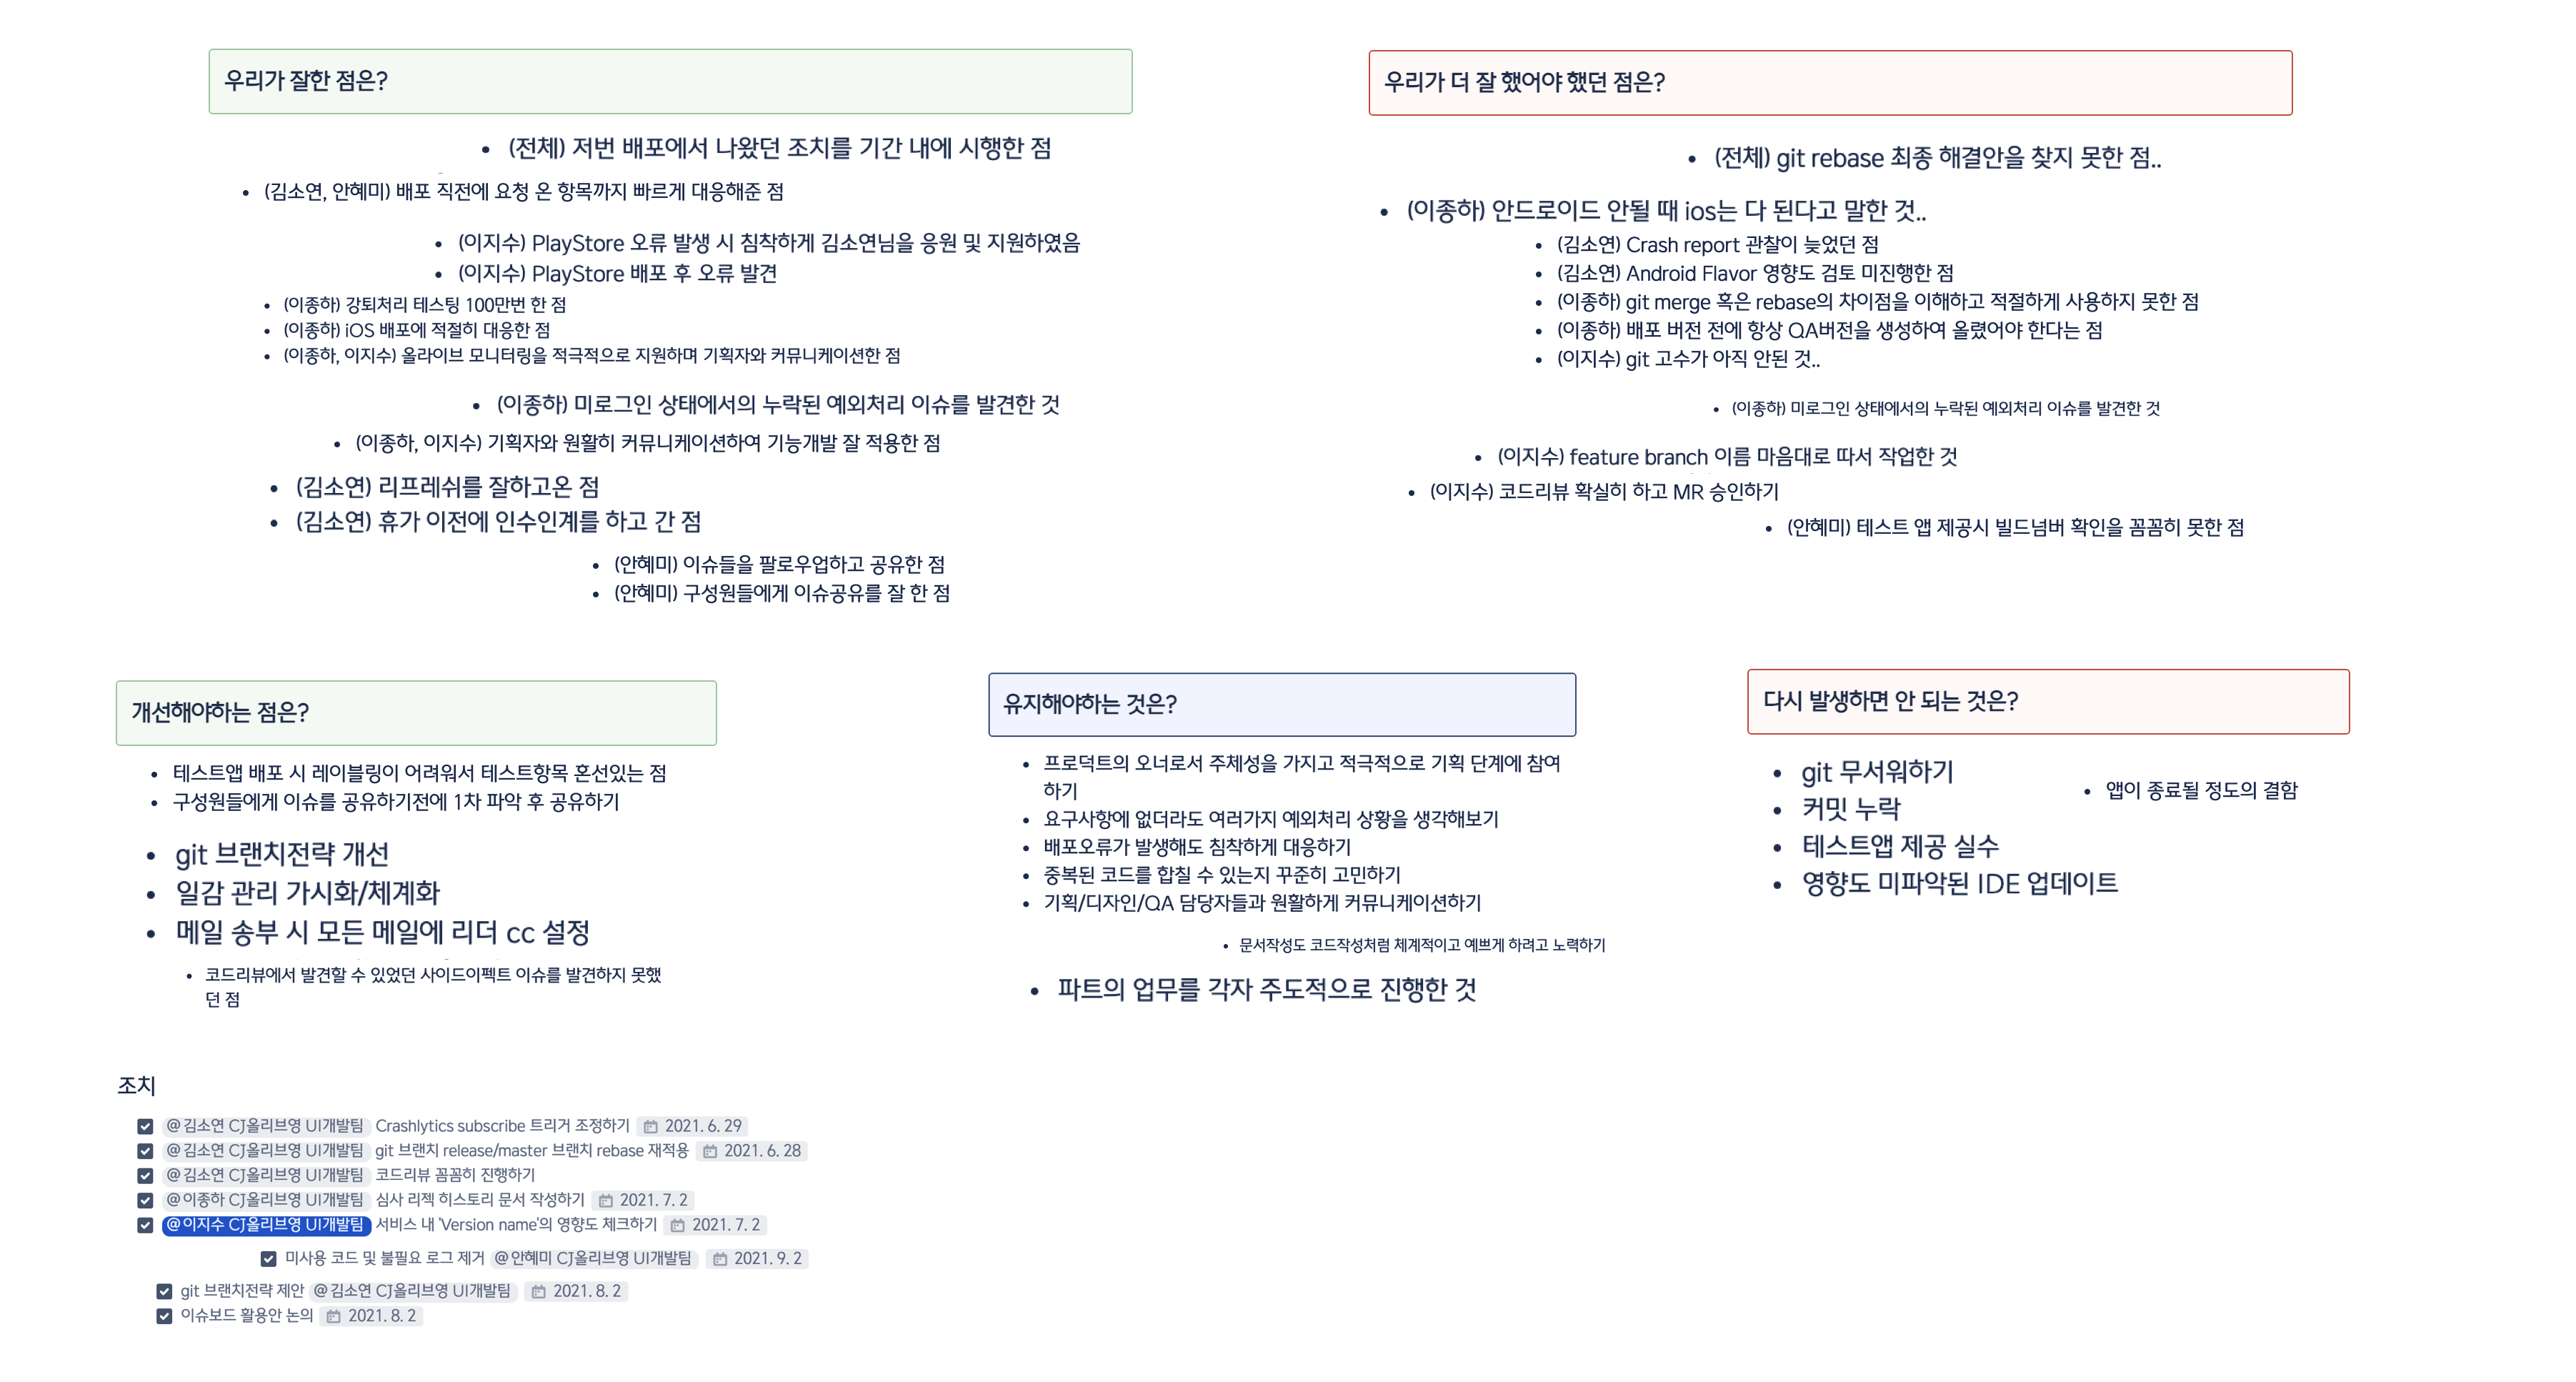 우리가 잘한 점은?
• (전체) 저번 배포에서 나왔던 조치를 기간 내에 시행한 점
• (김소연, 안혜미) 배포 직전에 요청 온 항목까지 빠르게 대응해준 점
• (이지수) PlayStore 오류 발생 시 침착하게 김소연님을 응원 및 지원하였음
• (이지수) PlayStore 배포 후 오류 발견
• (이종하) 강퇴처리 테스팅 100만번 한 점
• (이종하) iOS 배포에 적절히 대응한 점
• (이종하, 이지수) 올라이브 모니터링을 적극적으로 지원하며 기획자와 커뮤니케이션한 점
• (이종하) 미로그인 상태에서의 누락된 예외처리 이슈를 발견한 것
• (이종하, 이지수) 기획자와 원활히 커뮤니케이션하여 기능개발 잘 적용한 점
• (김소연) 리프레쉬를 잘하고온 점
• (김소연) 휴가 이전에 인수인계를 하고 간 점
• (안혜미) 이슈들을 팔로우업하고 공유한 점
• (안혜미) 구성원들에게 이슈공유를 잘 한 점
우리가 더 잘 했어야 했던 점은?
• (전체) git rebase 최종 해결안을 찾지 못한 점..
• (이종하) 안드로이드 안될 때 ios는 다 된다고 말한 것..
• (김소연) Crash report 관찰이 늦었던 점
• (김소연) Android Flavor 영향도 검토 미진행한 점
• (이종하) git merge 혹은 rebase의 차이점을 이해하고 적절하게 사용하지 못한 점
• (이종하) 배포 버전 전에 항상 QA버전을 생성하여 올렸어야 한다는 점
• (이지수) git 고수가 아직 안된 것..
• (이종하) 미로그인 상태에서의 누락된 예외처리 이슈를 발견한 것
• (이지수) feature branch 이름 마음대로 따서 작업한 것
• (이지수) 코드리뷰 확실히 하고 MR 승인하기
• (안혜미) 테스트 앱 제공시 빌드넘버 확인을 꼼꼼히 못한 점
개선해야하는 점은?
• 테스트앱 배포 시 레이블링이 어려워서 테스트항목 혼선있는 점
• 구성원들에게 이슈를 공유하기전에 1차 파악 후 공유하기
• git 브랜치전략 개선
• 일감 관리 가시화/체계화
• 메일 송부 시 모든 메일에 리더 cc 설정
• 코드리뷰에서 발견할 수 있었던 사이드이펙트 이슈를 발견하지 못했
던 점
유지해야하는 것은?
• 프로덕트의 오너로서 주체성을 가지고 적극적으로 기획 단계에 참여
하기
• 요구사항에 없더라도 여러가지 예외처리 상황을 생각해보기
• 배포오류가 발생해도 침착하게 대응하기
• 중복된 코드를 합칠 수 있는지 꾸준히 고민하기
• 기획/디자인/QA 담당자들과 원활하게 커뮤니케이션하기
• 문서작성도 코드작성처럼 체계적이고 예쁘게 하려고 노력하기
• 파트의 업무를 각자 주도적으로 진행한 것
다시 발생하면 안 되는 것은?
• git 무서워하기
• 커밋 누락
• 테스트앱 제공 실수
• 영향도 미파악된 IDE 업데이트
• 앱이 종료될 정도의 결함
조치
@김소연 CJ올리브영 UI개발팀 Crashlytics subscribe 트리거 조정하기 2021. 6. 29
@김소연 CJ올리브영 UI개발팀 git 브랜치 release/master 브랜치 rebase 재적용 2021. 6. 28
@김소연 CJ올리브영 UI개발팀 코드리뷰 꼼꼼히 진행하기
@이종하 CJ올리브영 UI개발팀 심사 리젝 히스토리 문서 작성하기 2021. 7. 2
@이지수 CJ올리브영 UI개발팀 서비스 내 'Version name'의 영향도 체크하기 2021. 7. 2
미사용 코드 및 불필요 로그 제거 @안혜미 CJ올리브영 UI개발팀 2021. 9. 2
git 브랜치전략 제안 @김소연 CJ올리브영 UI개발팀 2021. 8. 2
이슈보드 활용안 논의 2021. 8. 2